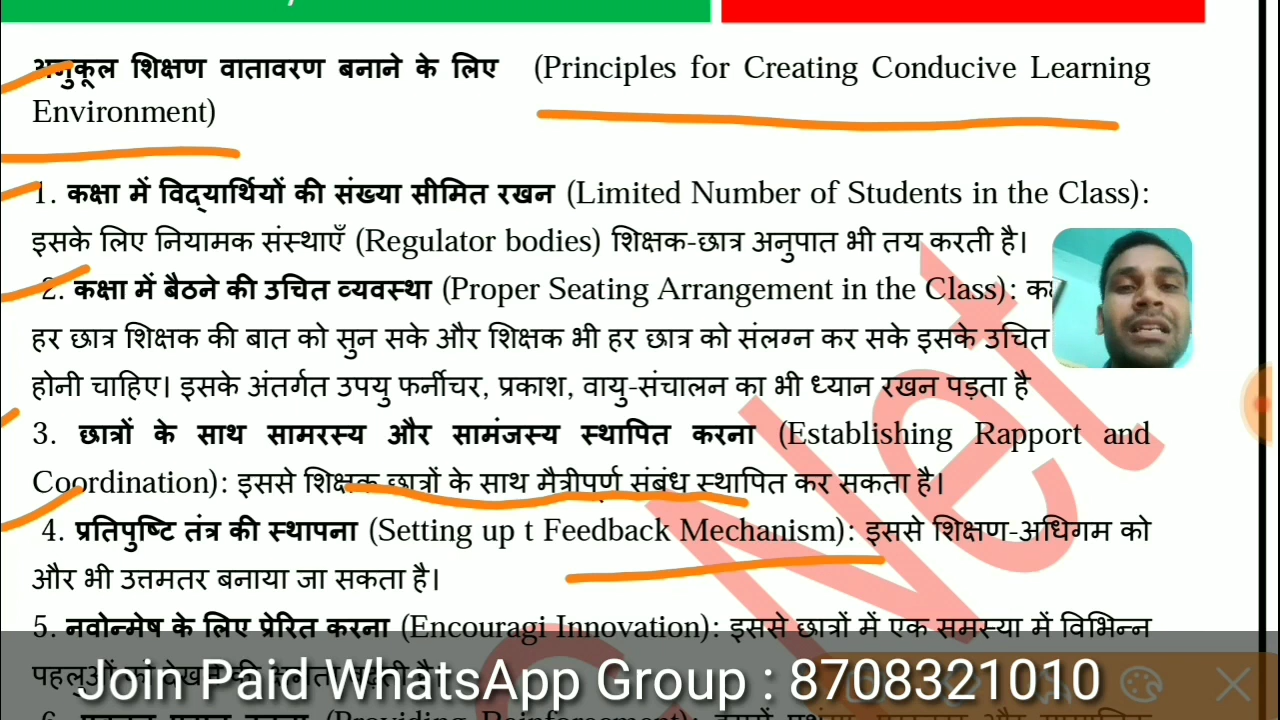 अनुकूल शिक्षण वातावरण बनाने के लिए (Principles for Creating Conducive Learning
Environment)
1. कक्षा में विद्यार्थियों की संख्या सीमित रखन (Limited Number of Students in the Class):
इसके लिए नियामक संस्थाएँ (Regulator bodies) शिक्षक-छात्र अनुपात भी तय करती है।
2. कक्षा में बैठने की उचित व्यवस्था (Proper Seating Arrangement in the Class):
हर छात्र शिक्षक की बात को सुन सके और शिक्षक भी हर छात्र को संलग्न कर सके इसके उचित
होनी चाहिए। इसके अंतर्गत उपयु फर्नीचर, प्रकाश, वायु-संचालन का भी ध्यान रखन पड़ता है
3. छात्रों के साथ सामरस्य और सामंजस्य स्थापित करना (Establishing Rapport and
Coordination): इससे शिक्षक छात्रों के साथ मैत्रीपूर्ण संबंध स्थापित कर सकता है।
4. प्रतिपुष्टि तंत्र की स्थापना (Setting up t Feedback Mechanism): इससे शिक्षण-अधिगम को
और भी उत्तमतर बनाया जा सकता है।
5. नवोन्मेष के लिए प्रेरित करना (Encouragi Innovation): इससे छात्रों में एक समस्या में विभिन्न
Join Paid WhatsApp Group : 8708321010
(Providing Reinforcement):
Net